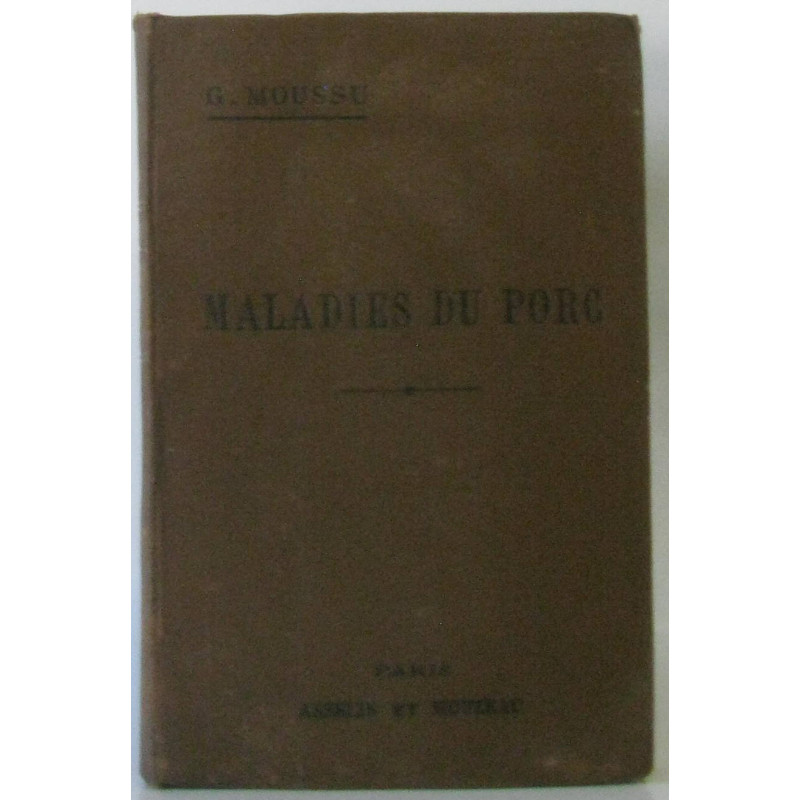 G. MOUSSU
MALADIES DU PORC
PARIS
ASSELIN ET HOUZEAU